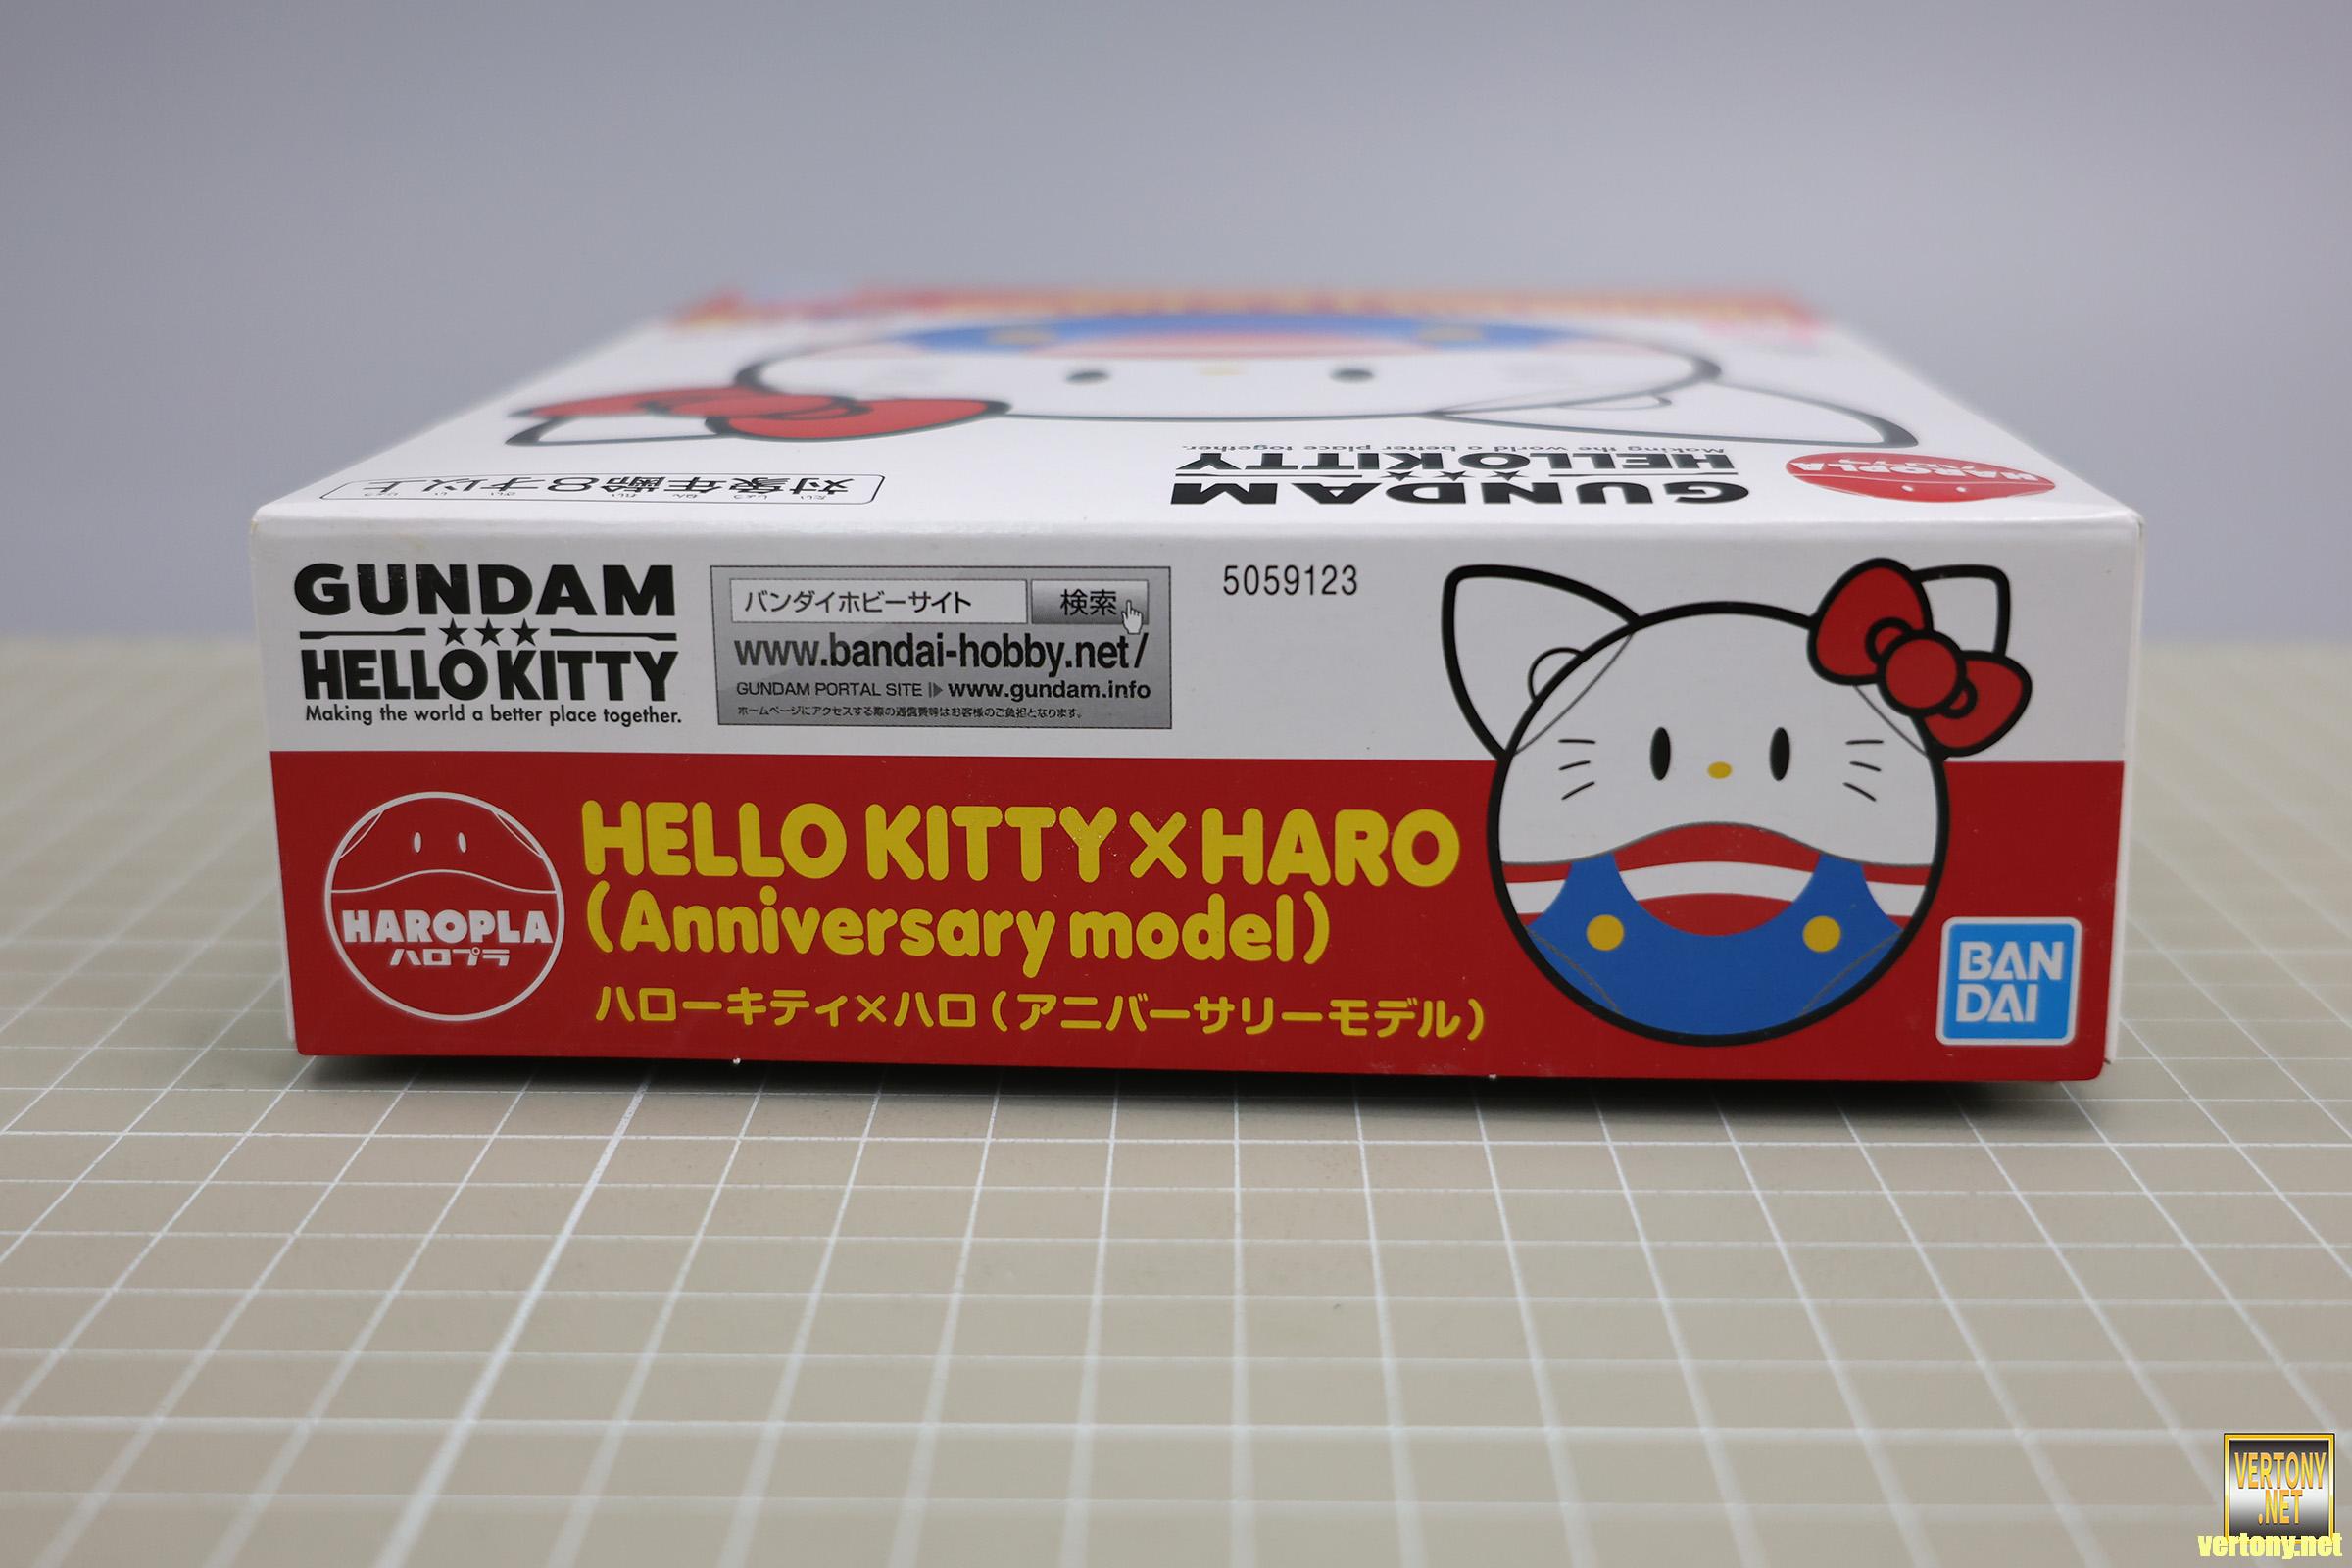 Making the world a better place together.
HELLO KITTY
GUNDAM
HAROPLA
対象年齢8才以上
GUNDAM
HELLO KITTY
Making the world a better place together.
バンダイホビーサイト 検索
www.bandai-hobby.net/
GUNDAM PORTAL SITE www.gundam.info
ホームページにアクセスする際の通信費等はお客様のご負担となります。
5059123
HAROPLA
ハロプラ
HELLO KITTY×HARO
(Anniversary model)
ハローキティ×ハロ(アニバーサリーモデル)
BAN
DAI
VERTONY
.NET
vertony.net